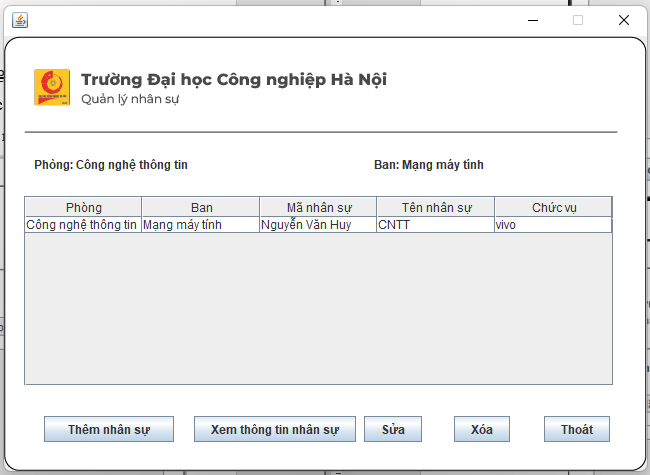 Trường Đại học Công nghiệp Hà Nội
Quản lý nhân sự
Phòng: Công nghệ thông tin Ban: Mạng máy tính
Phòng Ban Mã nhân sự Tên nhân sự Chức vụ
Công nghệ thông tin Mạng máy tính Nguyễn Văn Huy CNTT vivo
Thêm nhân sự Xem thông tin nhân sự Sửa Xóa Thoát